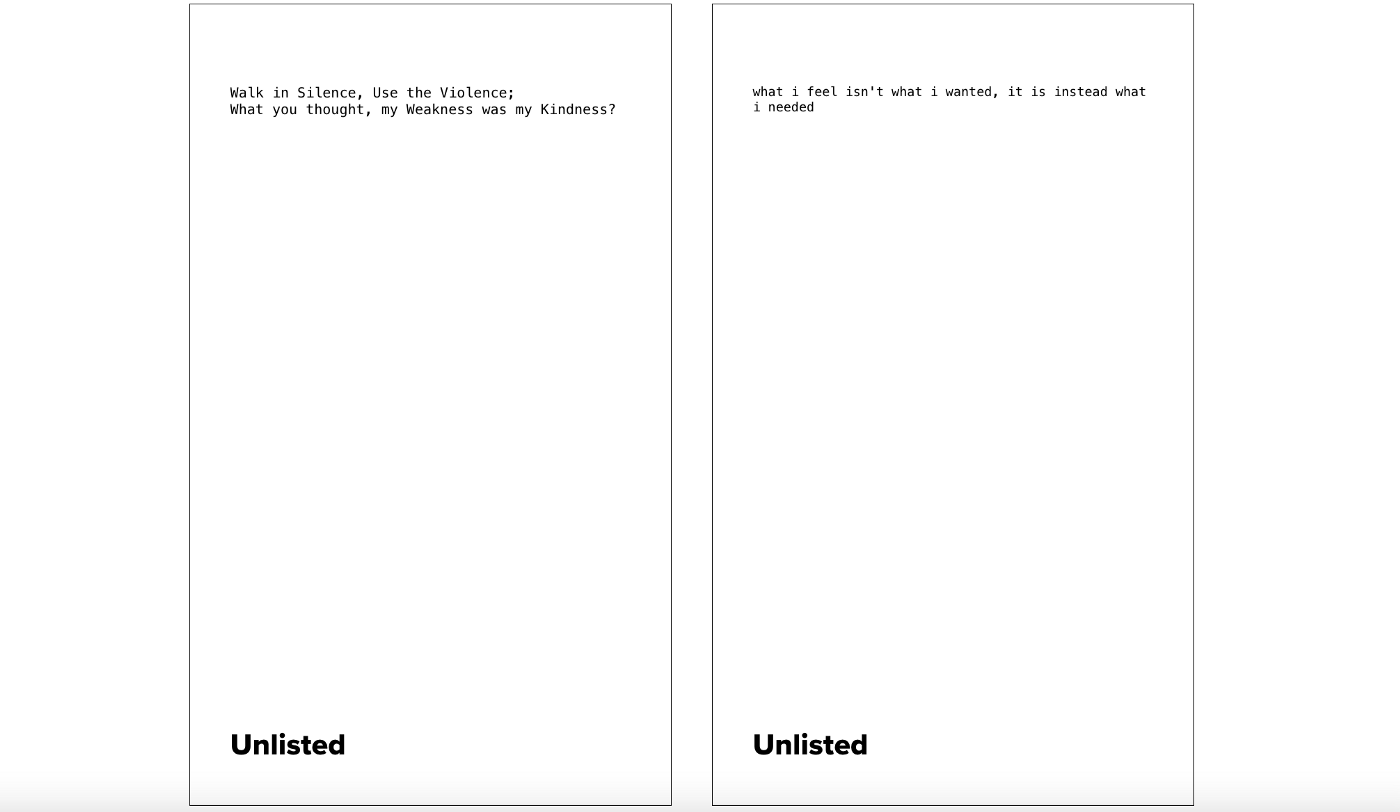 Walk in Silence, Use the Violence;
What you thought, my Weakness was my Kindness?
Unlisted
what i feel isn't what i wanted, it is instead what
i needed
Unlisted